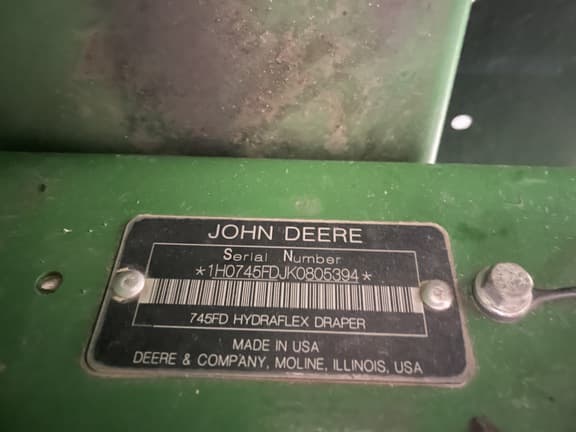 JOHN DEERE
Serial Number
*1H0745FDJK0805394*
745FD HYDRAFLEX DRAPER
MADE IN USA
DEERE & COMPANY, MOLINE, ILLINOIS, USA